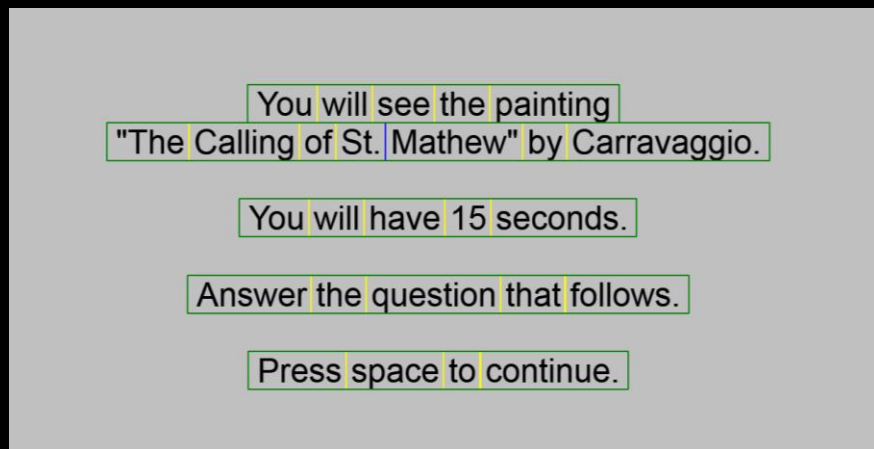 You will see the painting
"The Calling of St. Mathew" by Carravaggio.
You will have 15 seconds.
Answer the question that follows.
Press space to continue.